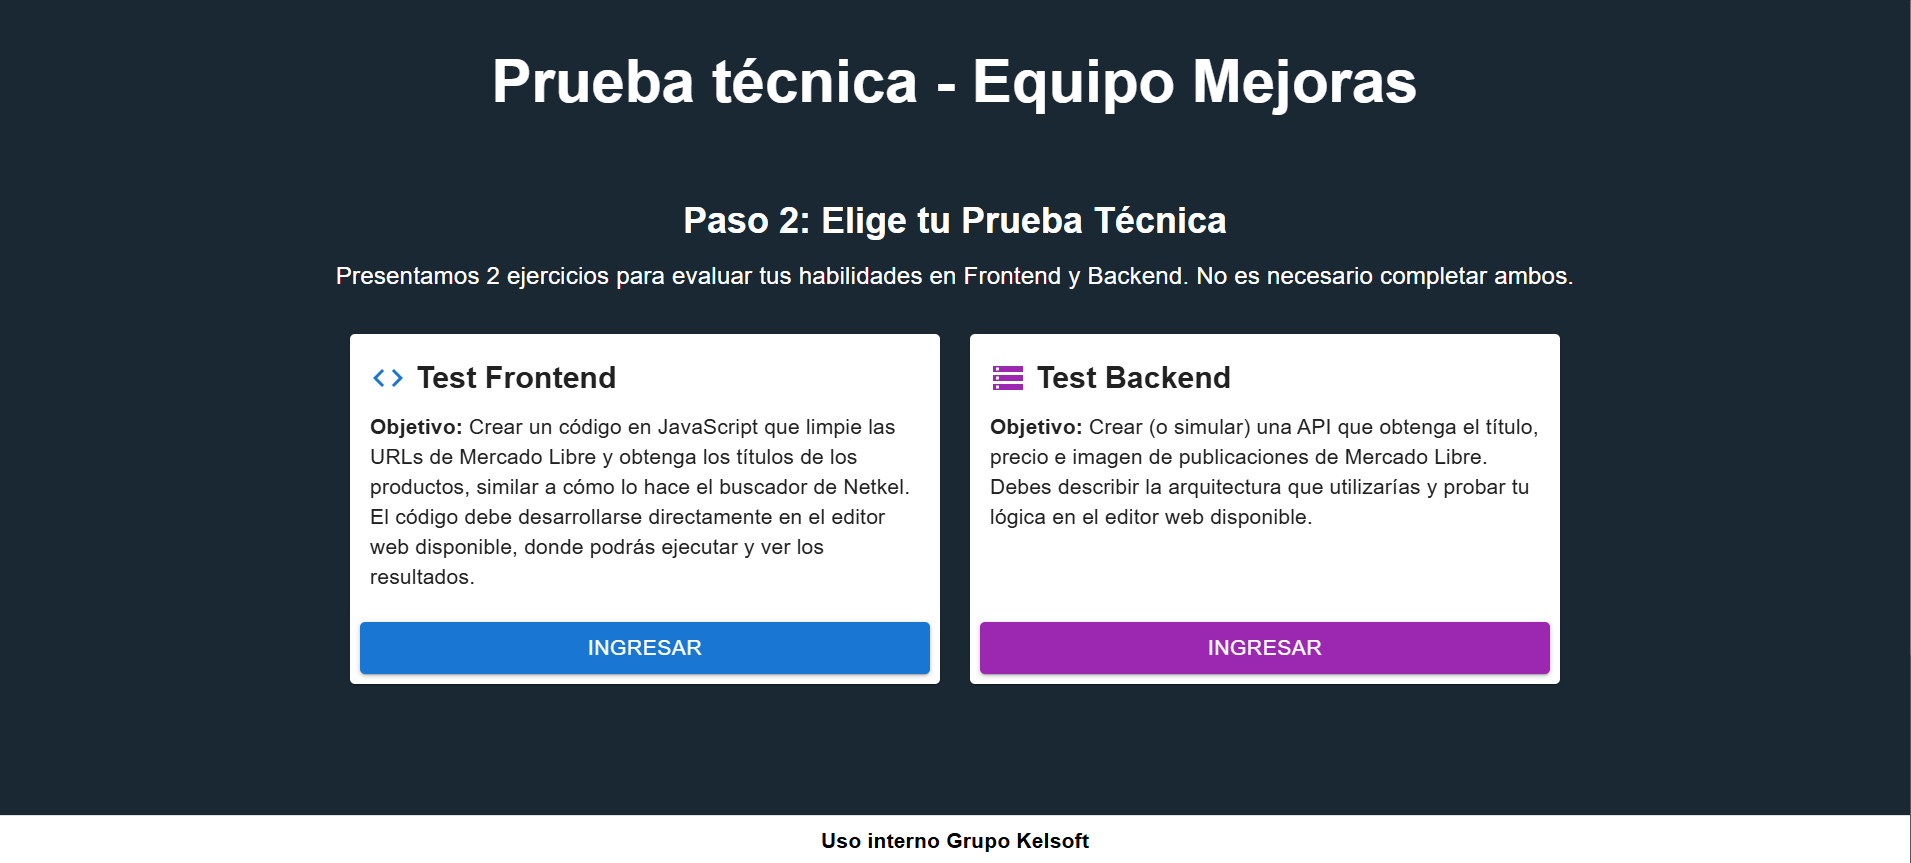 Prueba técnica - Equipo Mejoras
Paso 2: Elige tu Prueba Técnica
Presentamos 2 ejercicios para evaluar tus habilidades en Frontend y Backend. No es necesario completar ambos.
Test Frontend
Objetivo: Crear un código en JavaScript que limpie las
URLs de Mercado Libre y obtenga los títulos de los
productos, similar a cómo lo hace el buscador de Netkel.
El código debe desarrollarse directamente en el editor
web disponible, donde podrás ejecutar y ver los
resultados.
INGRESAR
Test Backend
Objetivo: Crear (o simular) una API que obtenga el título,
precio e imagen de publicaciones de Mercado Libre.
Debes describir la arquitectura que utilizarías y probar tu
lógica en el editor web disponible.
INGRESAR
Uso interno Grupo Kelsoft